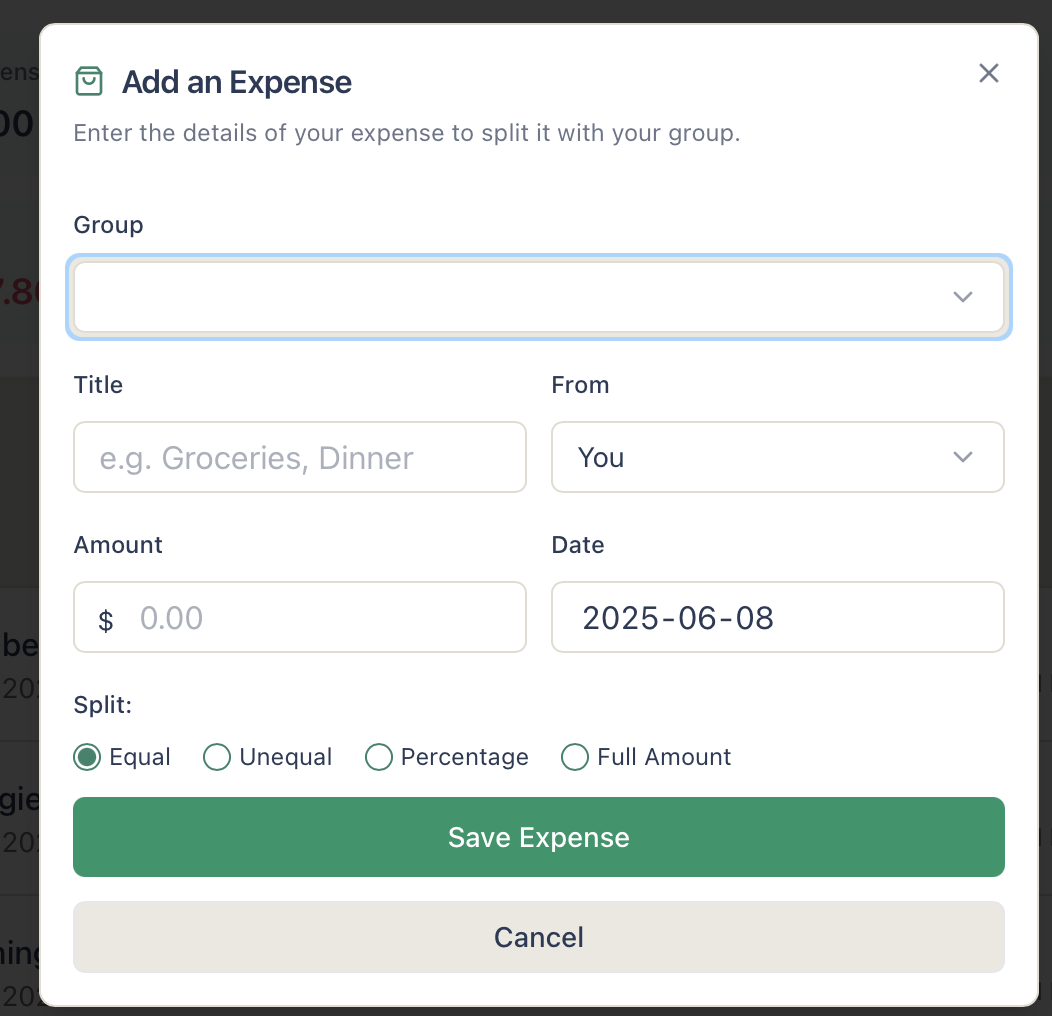 Add an Expense
Enter the details of your expense to split it with your group.
Group
Title From
e.g. Groceries, Dinner You
Amount Date
$ 0.00 2025-06-08
Split:
Equal Unequal Percentage Full Amount
Save Expense
Cancel